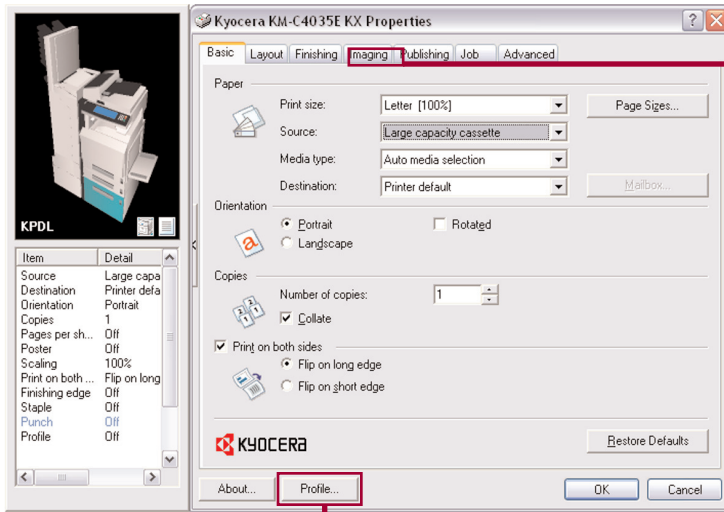 Kyocera KM-C4035E KX Properties
Basic Layout Finishing Imaging Publishing Job Advanced
Paper
Print size: Letter [100%] Page Sizes...
Source: Large capacity cassette
Media type: Auto media selection
Destination: Printer default Mailbox...
Orientation
Portrait Rotated
Landscape
Copies
Number of copies: 1
Collate
Print on both sides
Flip on long edge
Flip on short edge
KYOCERA Restore Defaults
About... Profile... OK Cancel
KPDL
Item Detail
Source Large capa
Destination Printer defa
Orientation Portrait
Copies 1
Pages per sh... Off
Poster Off
Scaling 100%
Print on both ... Flip on long
Finishing edge Off
Staple Off
Punch Off
Profile Off